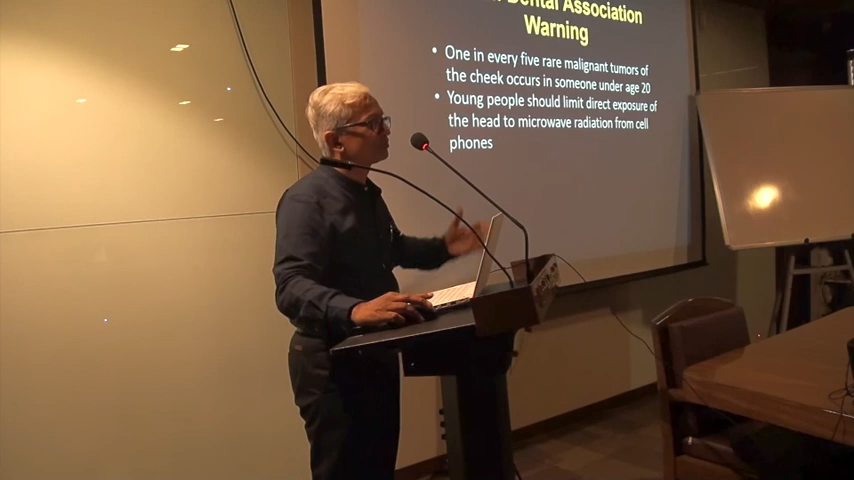 Dental Association
Warning
• One in every five rare malignant tumors of
the cheek occurs in someone under age 20
• Young people should limit direct exposure of
the head to microwave radiation from cell
phones